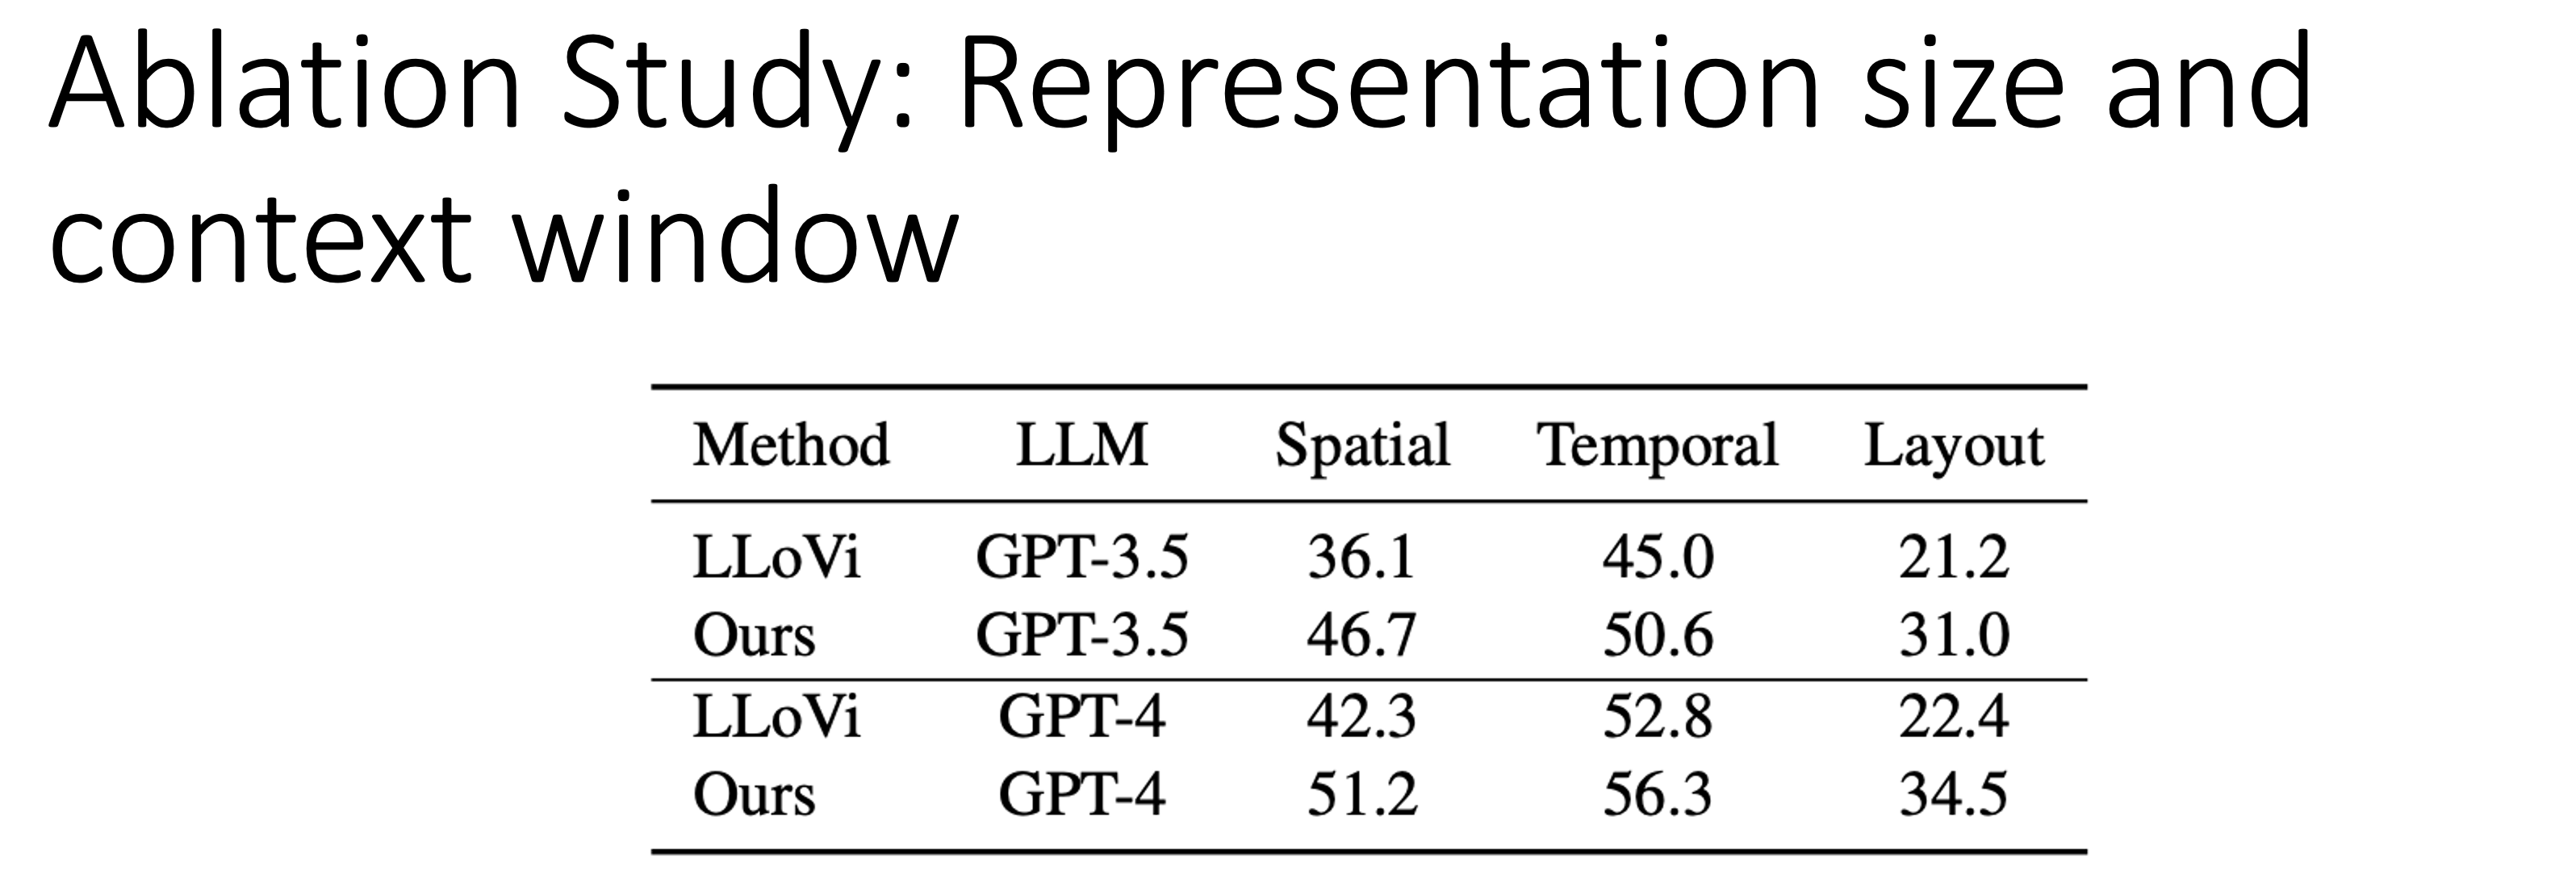 Ablation Study: Representation size and
context window
Method LLM Spatial Temporal Layout
LLoVi GPT-3.5 36.1 45.0 21.2
Ours GPT-3.5 46.7 50.6 31.0
LLoVi GPT-4 42.3 52.8 22.4
Ours GPT-4 51.2 56.3 34.5